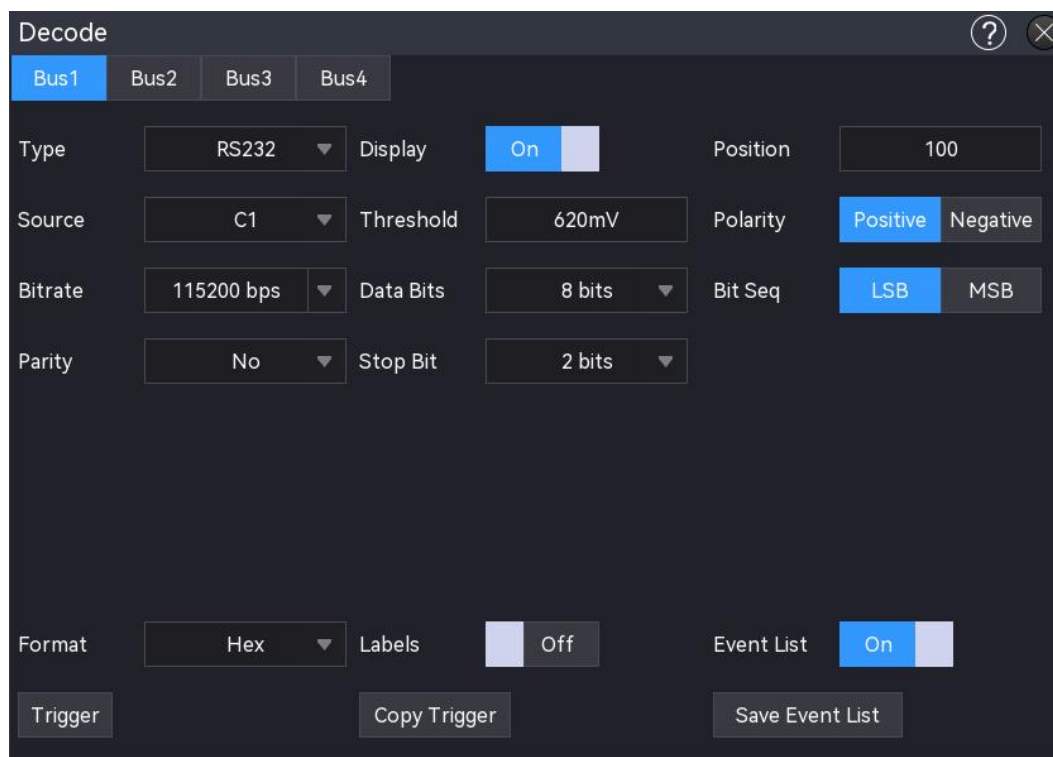 Decode ?
Bus1 Bus2 Bus3 Bus4
Type RS232 Display On Position 100
Source C1 Threshold 620mV Polarity Positive Negative
Bitrate 115200 bps Data Bits 8 bits Bit Seq LSB MSB
Parity No Stop Bit 2 bits
Format Hex Labels Off Event List On
Trigger Copy Trigger Save Event List